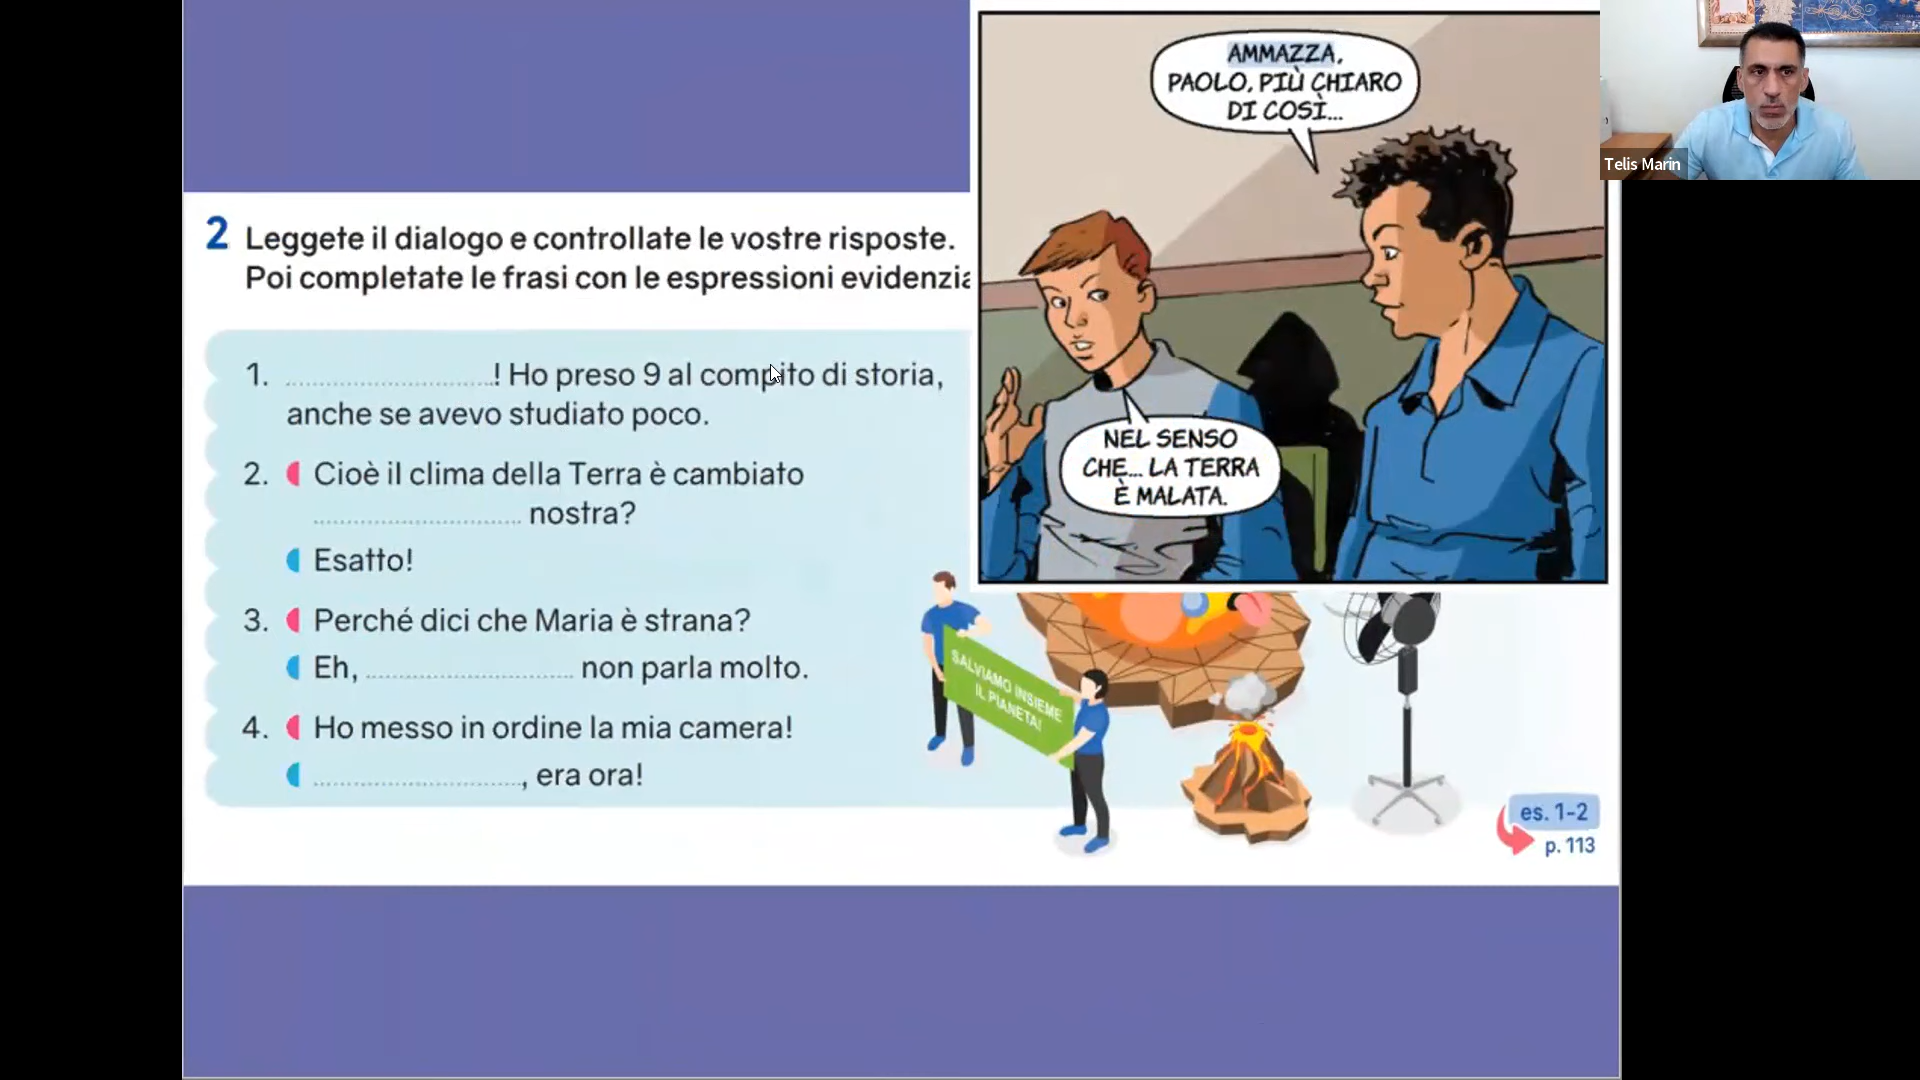 2 Leggete il dialogo e controllate le vostre risposte.
Poi completate le frasi con le espressioni evidenzia
1. ........................! Ho preso 9 al compito di storia,
anche se avevo studiato poco.
2. Cioè il clima della Terra è cambiato
........................ nostra?
Esatto!
3. Perché dici che Maria è strana?
Eh, ........................ non parla molto.
4. Ho messo in ordine la mia camera!
........................, era ora!
AMMAZZA,
PAOLO, PIÙ CHIARO
DI COSÌ...
NEL SENSO
CHE... LA TERRA
È MALATA.
SALVIAMO INSIEME
IL PIANETA!
es. 1-2
p. 113
Telis Marin